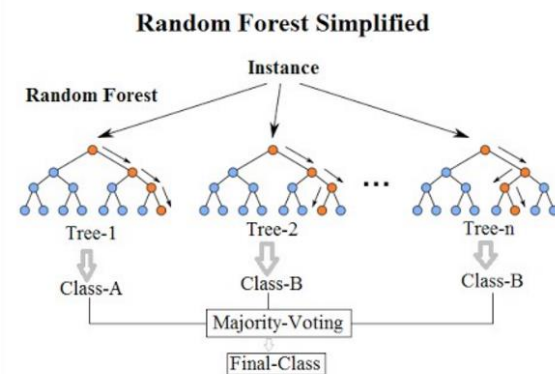 Random Forest Simplified
Instance
Random Forest
...
Tree-1 Tree-2 Tree-n
Class-A Class-B Class-B
Majority-Voting
Final-Class